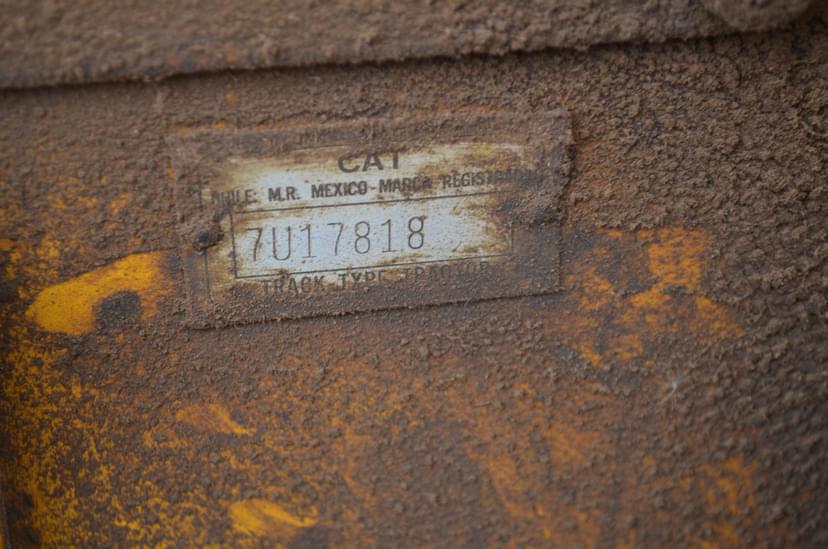 CAT
M.R. MEXICO-MARCA REGISTRADA
7U17818
TRACK-TYPE TRACTOR